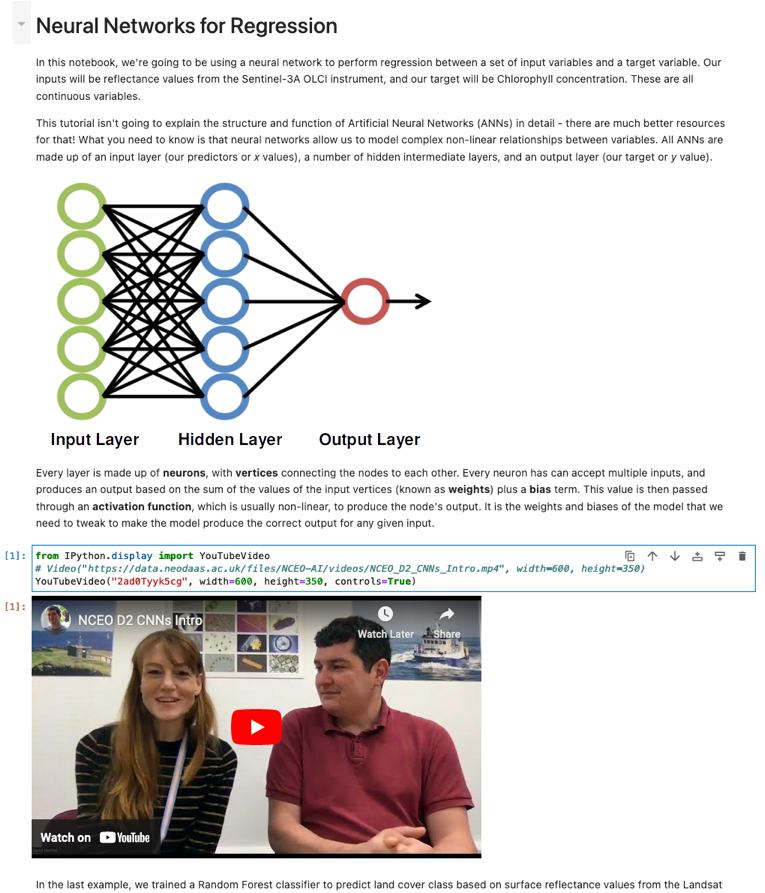 Neural Networks for Regression
In this notebook, we're going to be using a neural network to perform regression between a set of input variables and a target variable. Our
inputs will be reflectance values from the Sentinel-3A OLCI instrument, and our target will be Chlorophyll concentration. These are all
continuous variables.
This tutorial isn't going to explain the structure and function of Artificial Neural Networks (ANNs) in detail - there are much better resources
for that! What you need to know is that neural networks allow us to model complex non-linear relationships between variables. All ANNs are
made up of an input layer (our predictors or x values), a number of hidden intermediate layers, and an output layer (our target or y value).
Input Layer Hidden Layer Output Layer
Every layer is made up of neurons, with vertices connecting the nodes to each other. Every neuron has can accept multiple inputs, and
produces an output based on the sum of the values of the input vertices (known as weights) plus a bias term. This value is then passed
through an activation function, which is usually non-linear, to produce the node's output. It is the weights and biases of the model that we
need to tweak to make the model produce the correct output for any given input.
[1]: from IPython.display import YouTubeVideo
# Video("https://data.neodaas.ac.uk/files/NCEO-AI/videos/NCEO_D2_CNNs_Intro.mp4", width=600, height=350)
YouTubeVideo("2ad0Tyyk5cg", width=600, height=350, controls=True)
[1]:
NCEO D2 CNNs Intro
Watch Later Share
Watch on YouTube
In the last example, we trained a Random Forest classifier to predict land cover class based on surface reflectance values from the Landsat